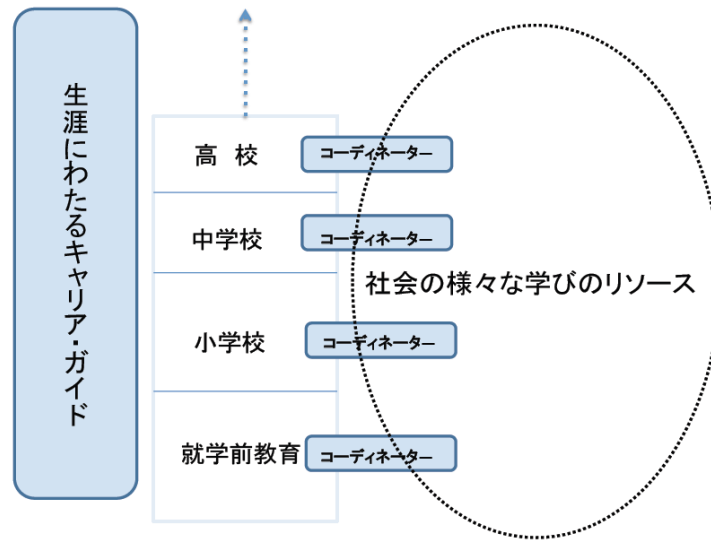 生涯にわたるキャリア・ガイド
高 校
コーディネーター
中学校
コーディネーター
社会の様々な学びのリソース
小学校
コーディネーター
就学前教育
コーディネーター